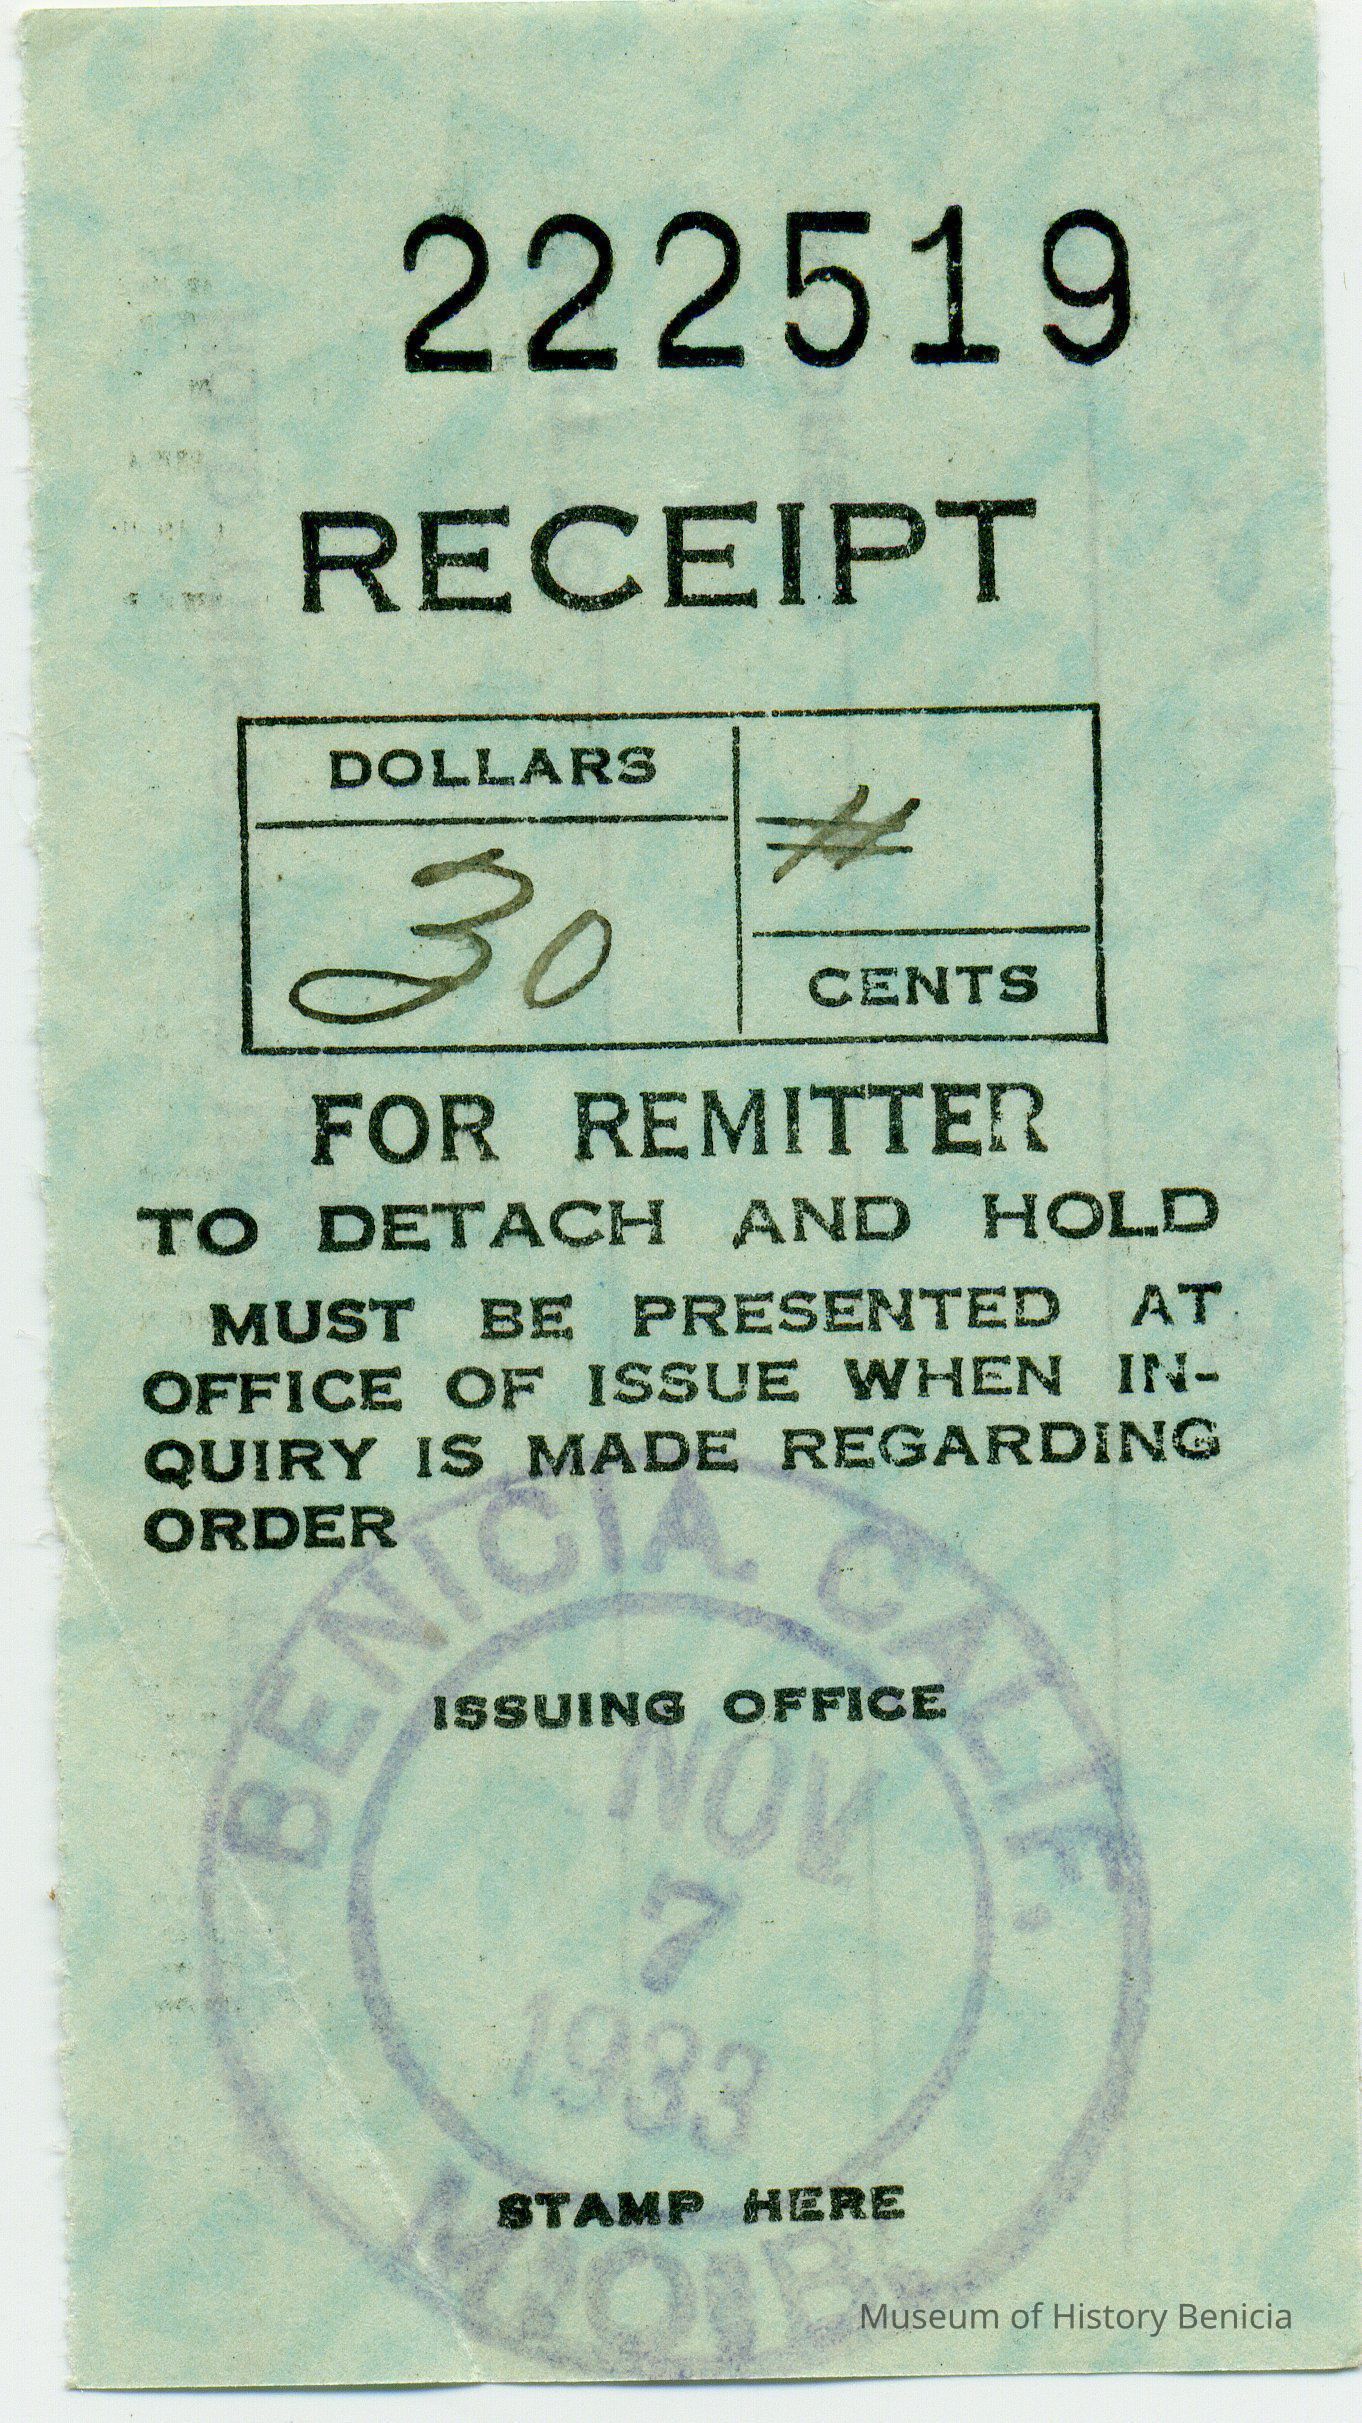 222519
RECEIPT
DOLLARS
30
CENTS
FOR REMITTER
TO DETACH AND HOLD
MUST BE PRESENTED AT
OFFICE OF ISSUE WHEN IN-
QUIRY IS MADE REGARDING
ORDER
BENICIA. CALIF.
ISSUING OFFICE
NOV
7
1933
STAMP HERE
Museum of History Benicia